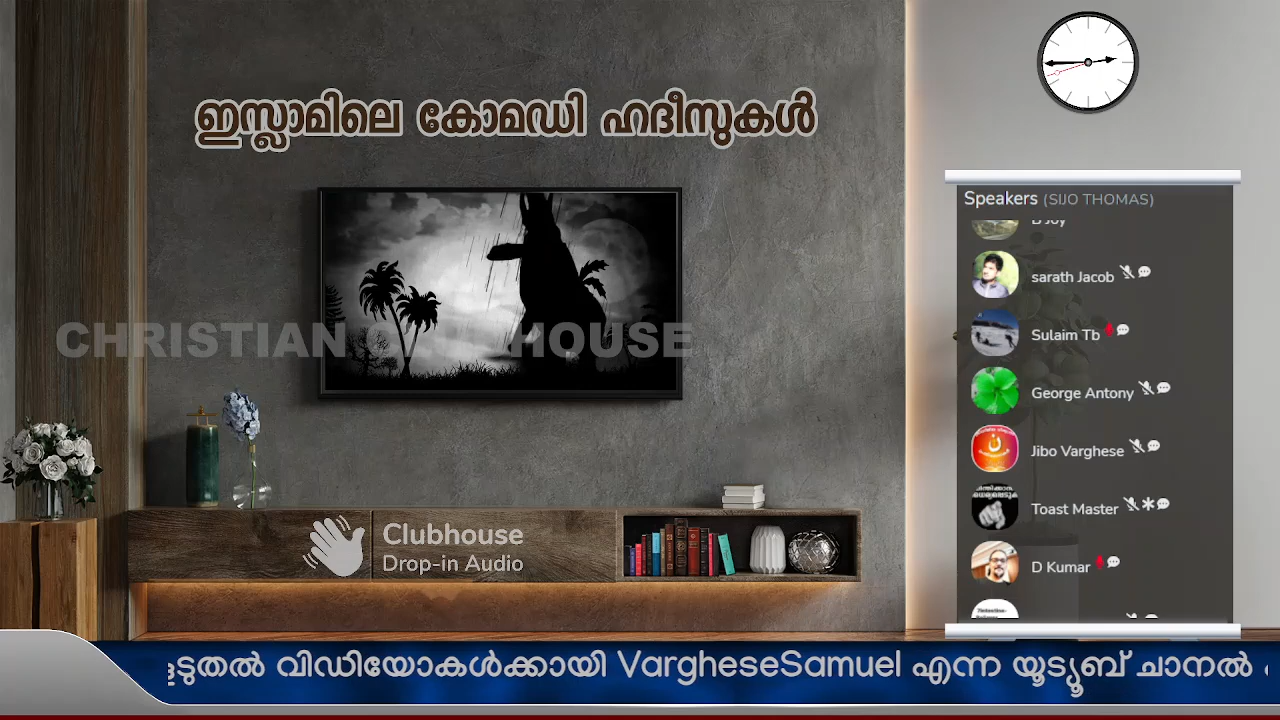 ഇസ്ലാമിലെ കോമഡി ഹദീസുകൾ
Speakers (SIJO THOMAS)
B Joy
sarath Jacob
Sulaim Tb
CHRISTIAN HOUSE
George Antony
Jibo Varghese
Toast Master
D Kumar
Clubhouse
Drop-in Audio
വിഡിയോകൾക്കായി VargheseSamuel എന്ന യൂട്യൂബ് ചാനൽ